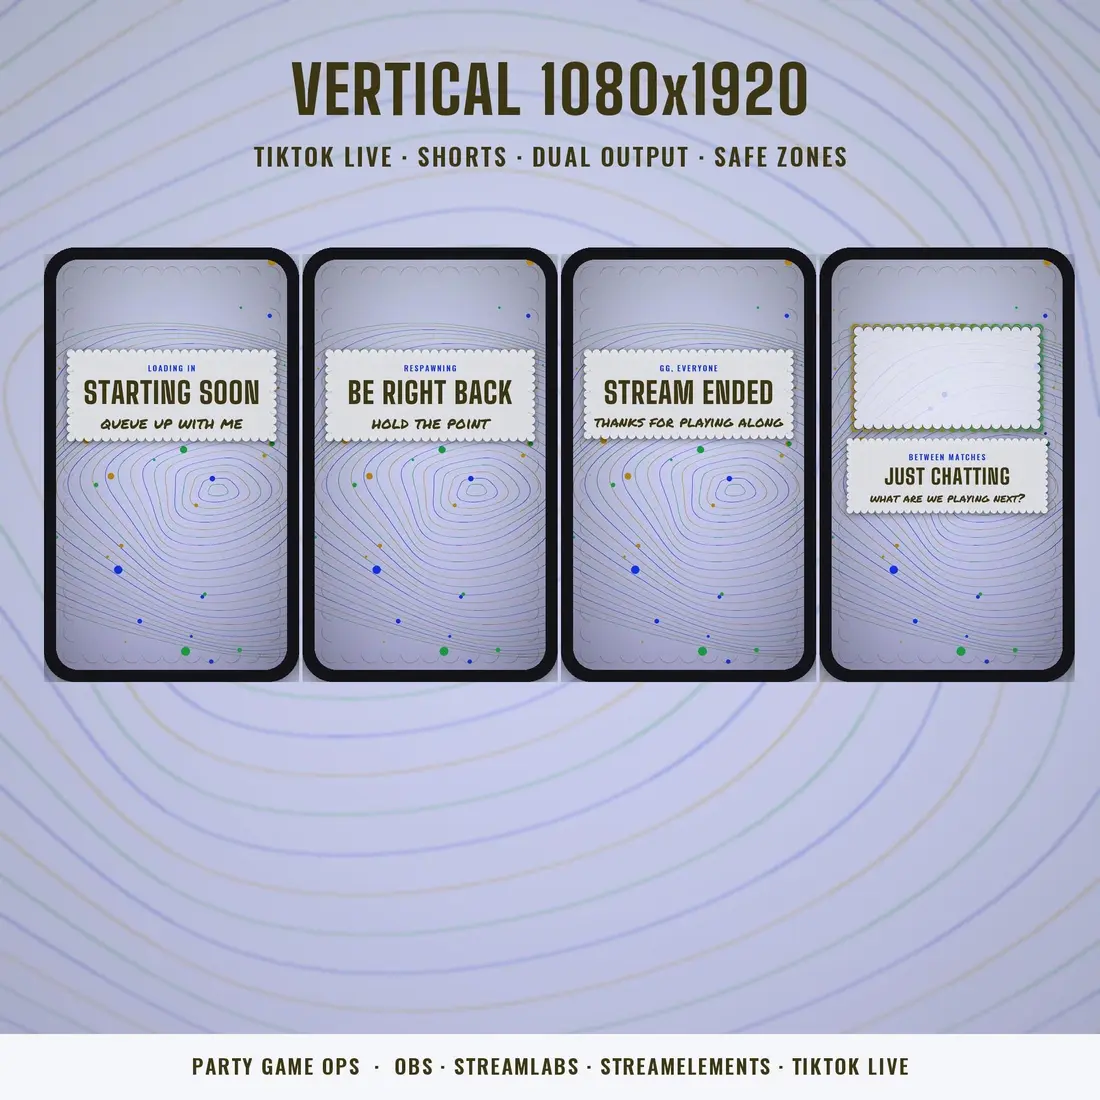 VERTICAL 1080x1920
TIKTOK LIVE · SHORTS · DUAL OUTPUT · SAFE ZONES
LOADING IN
STARTING SOON
QUEUE UP WITH ME
RESPAWNING
BE RIGHT BACK
HOLD THE POINT
GG, EVERYONE
STREAM ENDED
THANKS FOR PLAYING ALONG
BETWEEN MATCHES
JUST CHATTING
WHAT ARE WE PLAYING NEXT?
PARTY GAME OPS · OBS · STREAMLABS · STREAMELEMENTS · TIKTOK LIVE